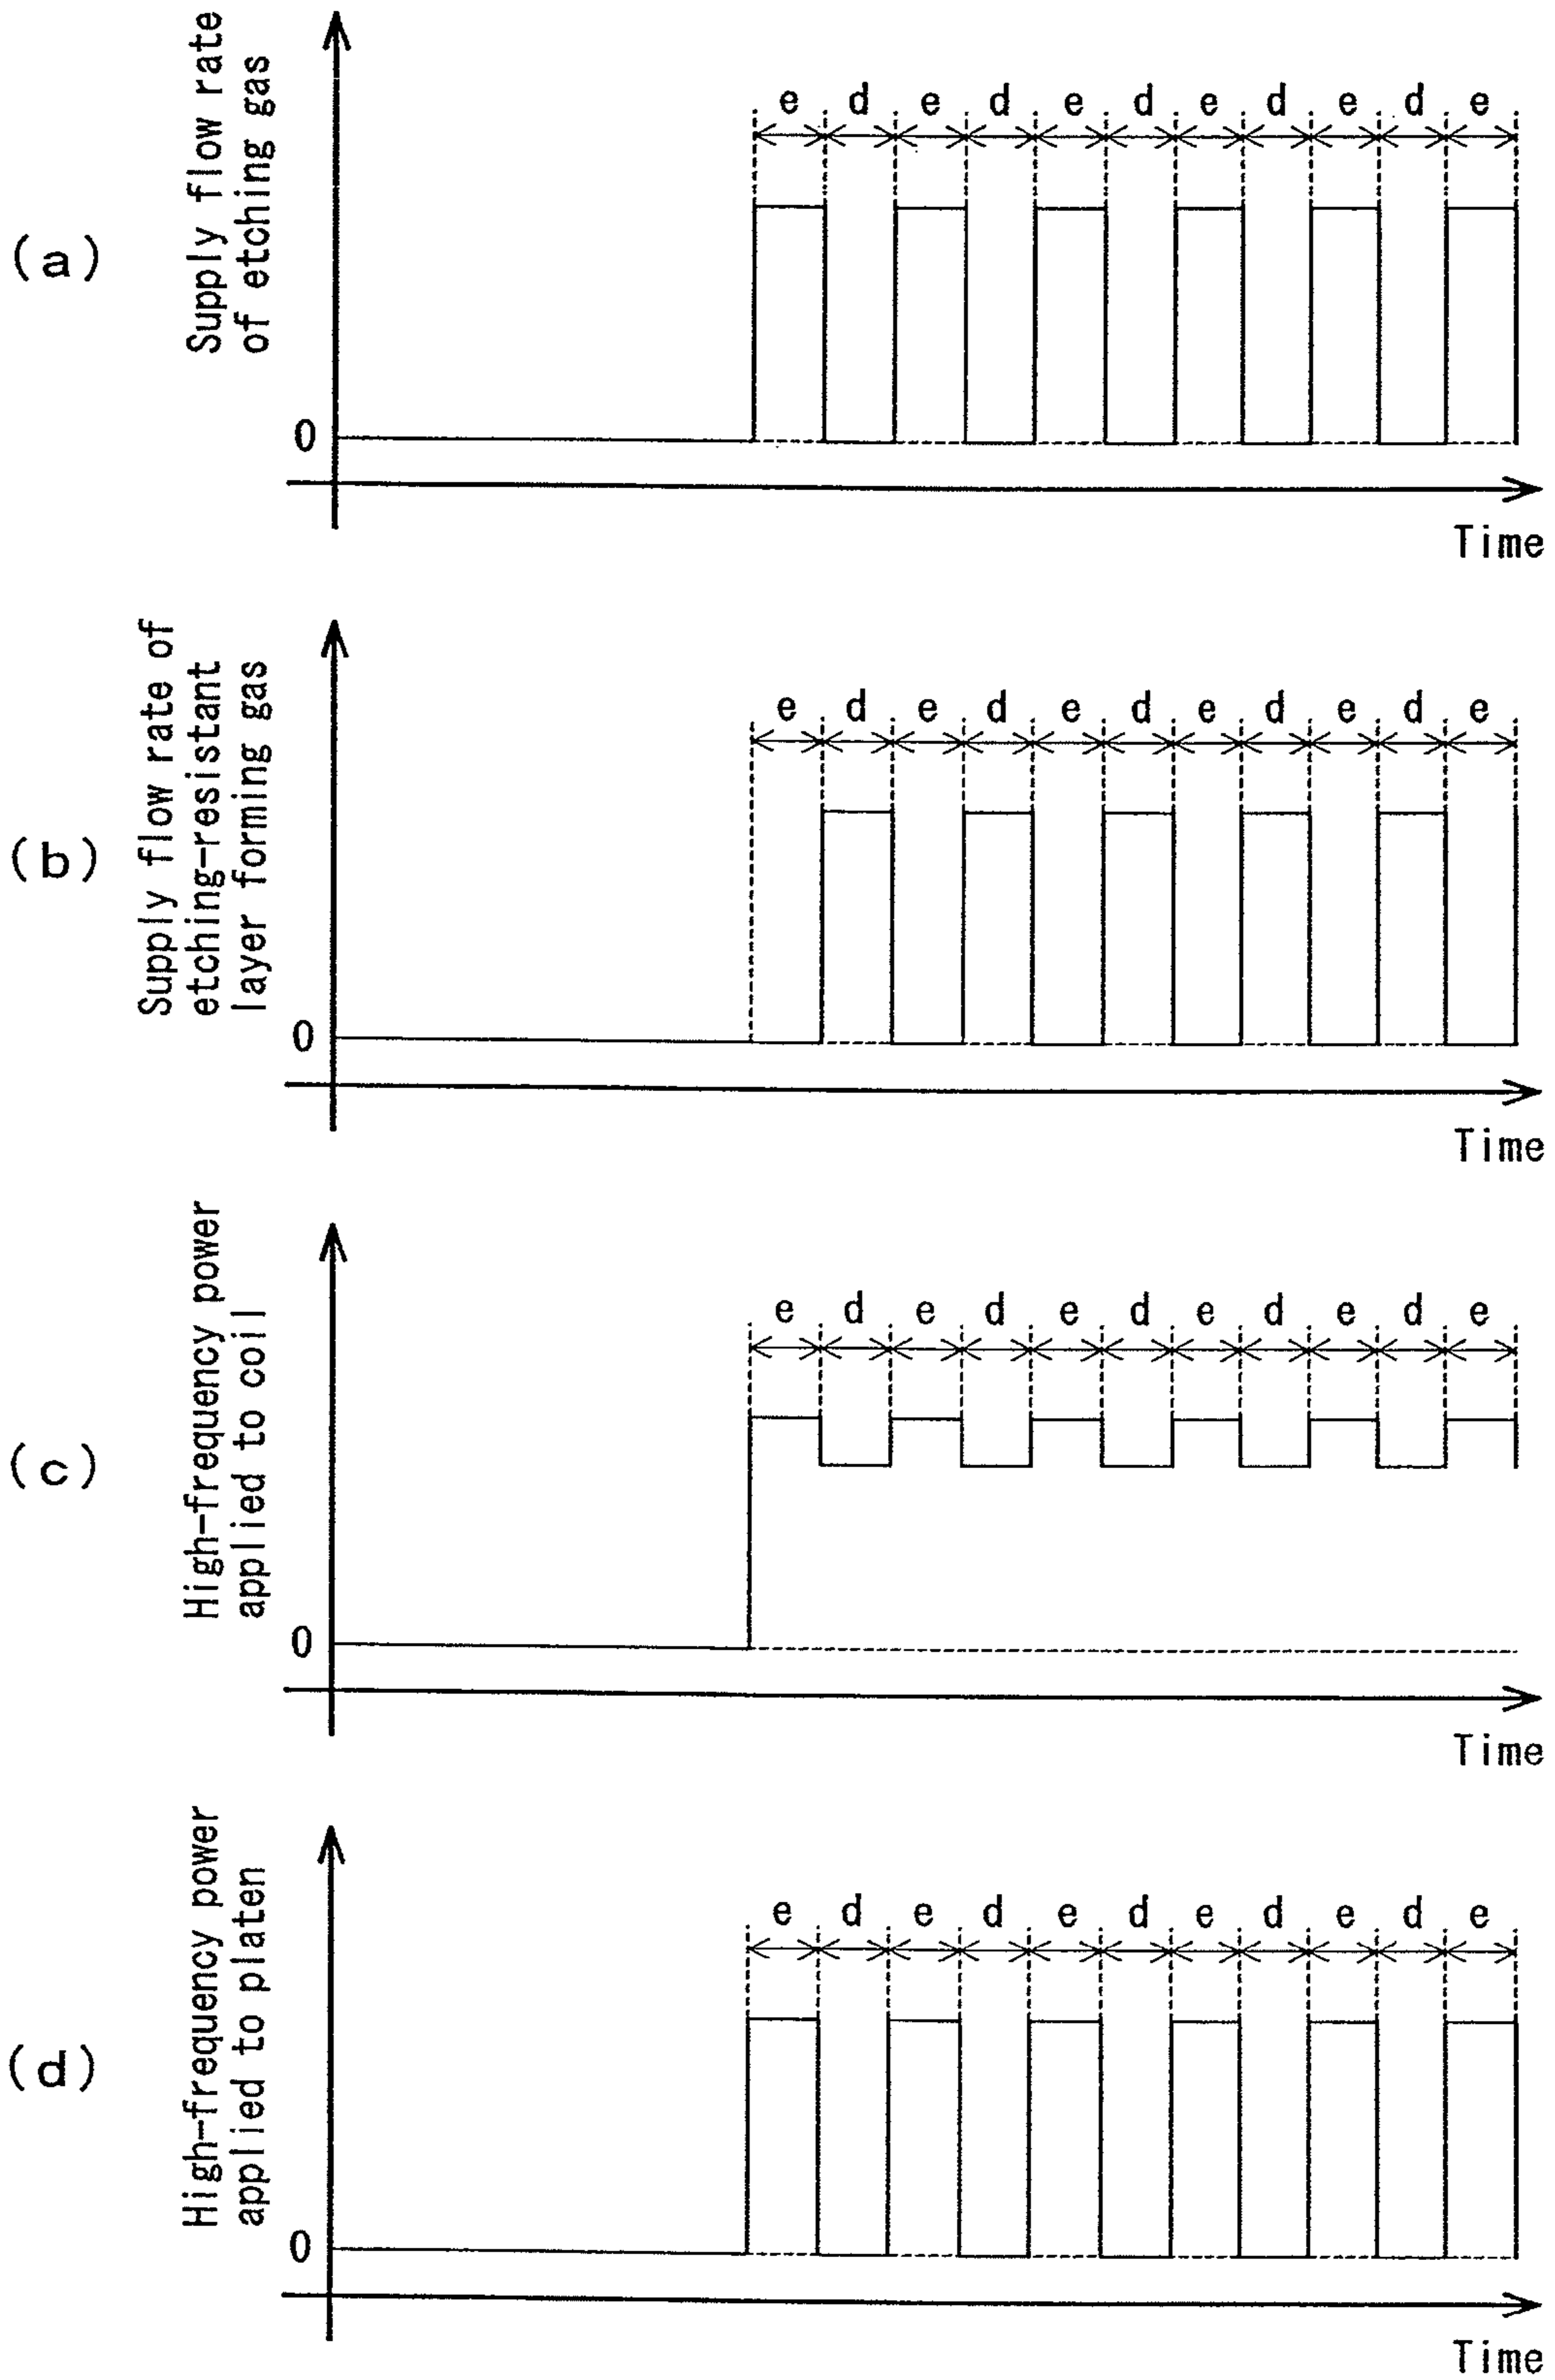 (a)
Supply flow rate
of etching gas
e d e d e d e d e d e
0
Time
(b)
Supply flow rate of
etching-resistant
layer forming gas
e d e d e d e d e d e
0
Time
(c)
High-frequency power
applied to coil
e d e d e d e d e d e
0
Time
(d)
High-frequency power
applied to platen
e d e d e d e d e d e
0
Time